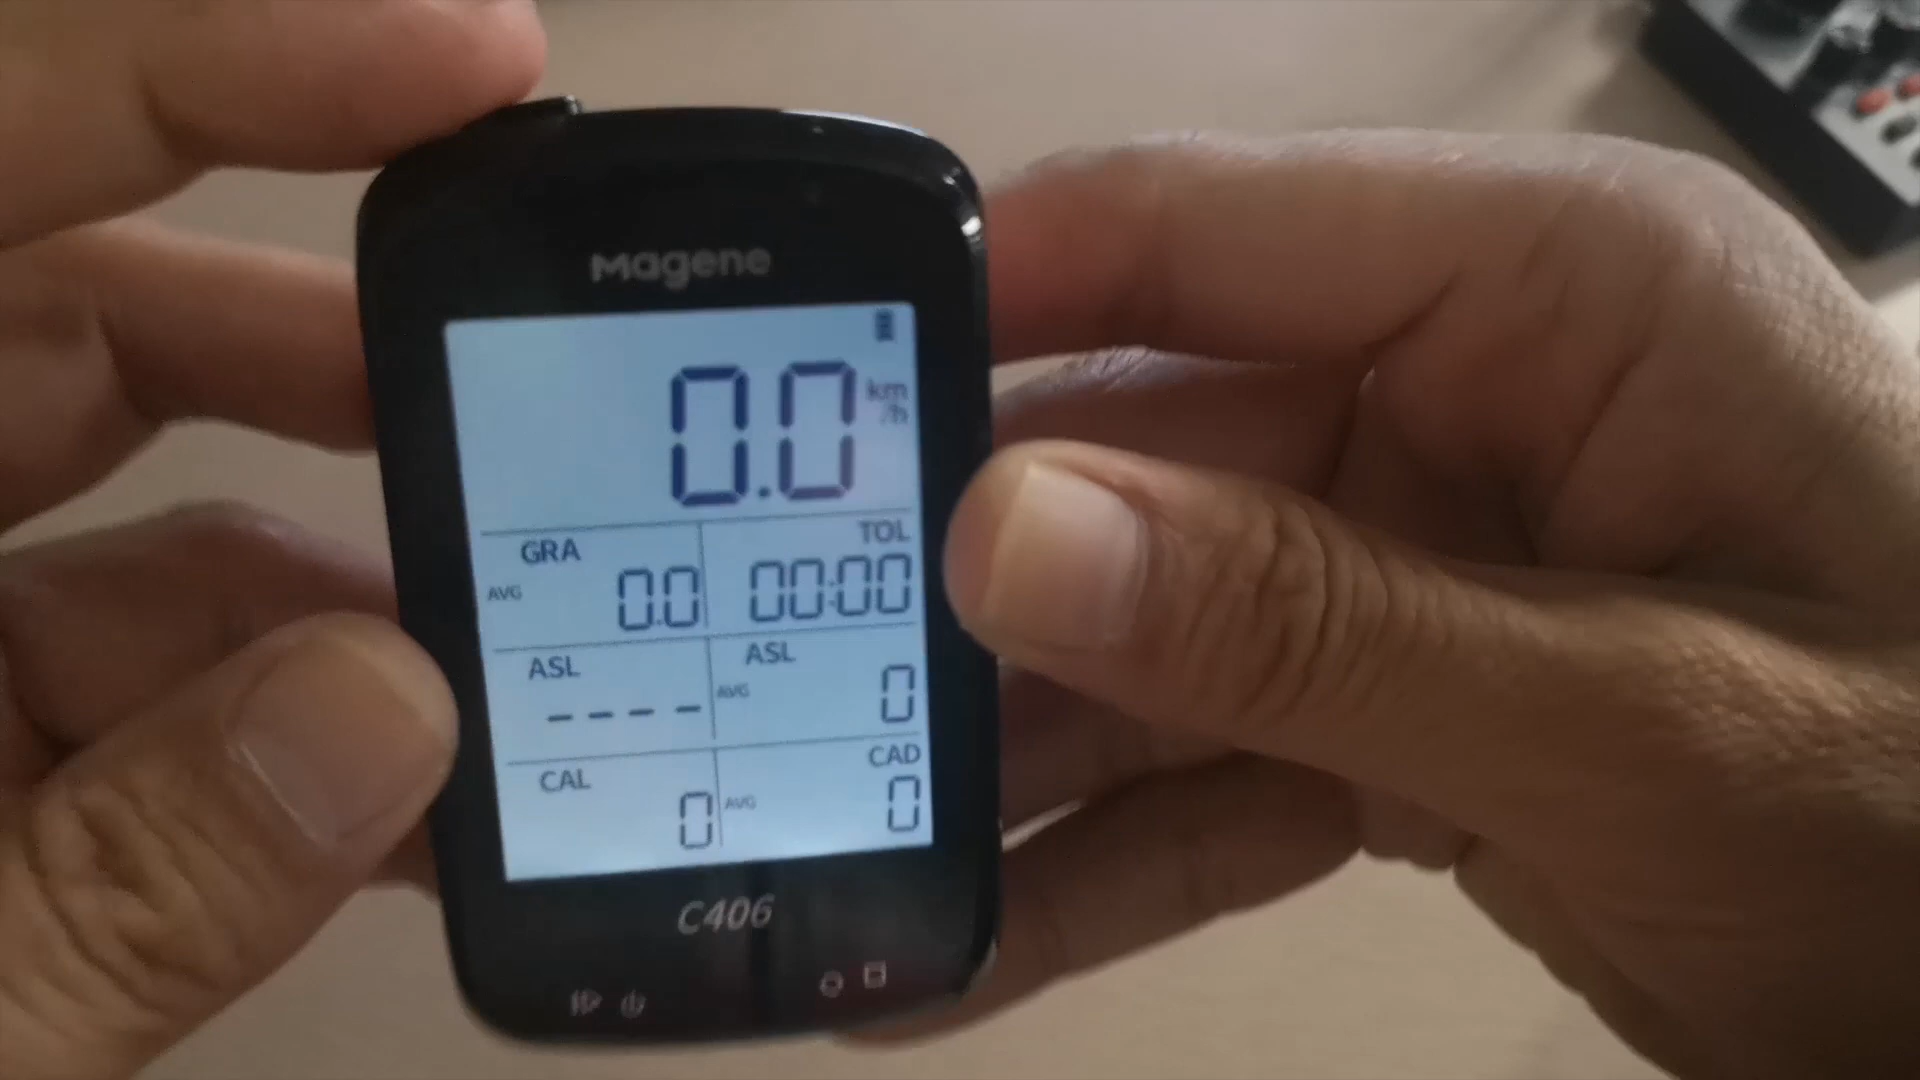 Magene
0.0 km/h
GRA TOL
AVG 0.0 00:00
ASL ASL
---- AVG 0
CAL CAD
0 AVG 0
C406